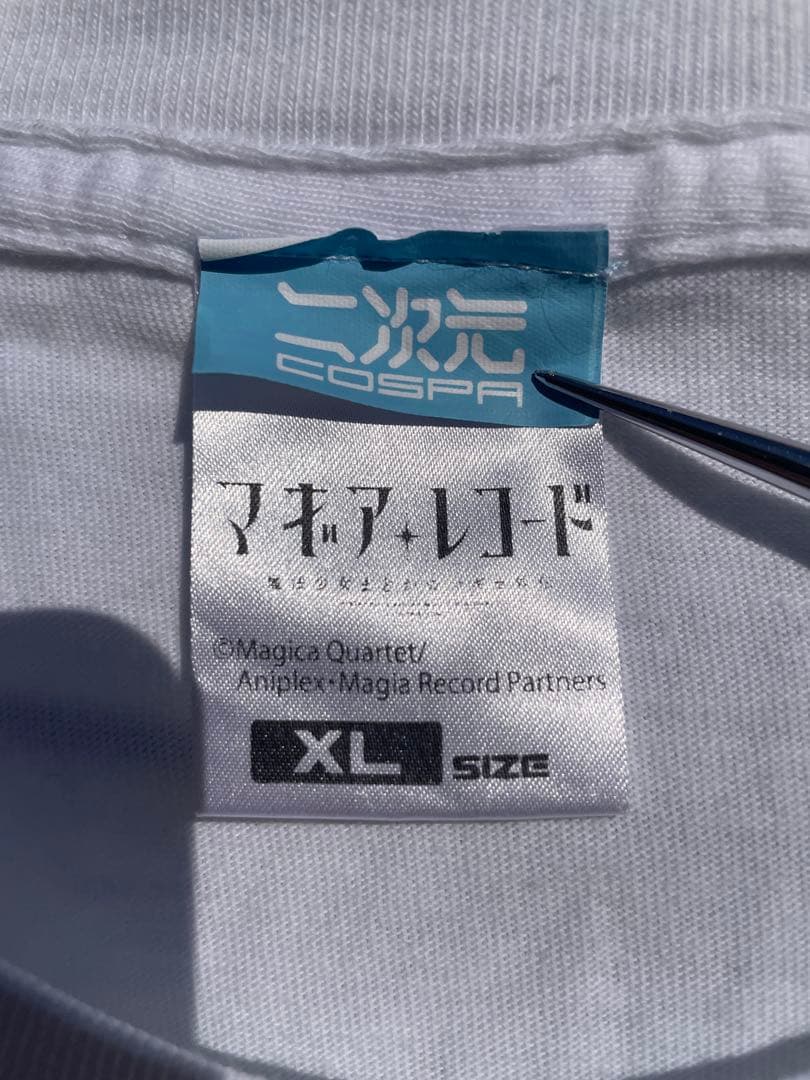 二次元
COSPA
マギア✦レコード
©Magica Quartet/
Aniplex・Magia Record Partners
XL SIZE